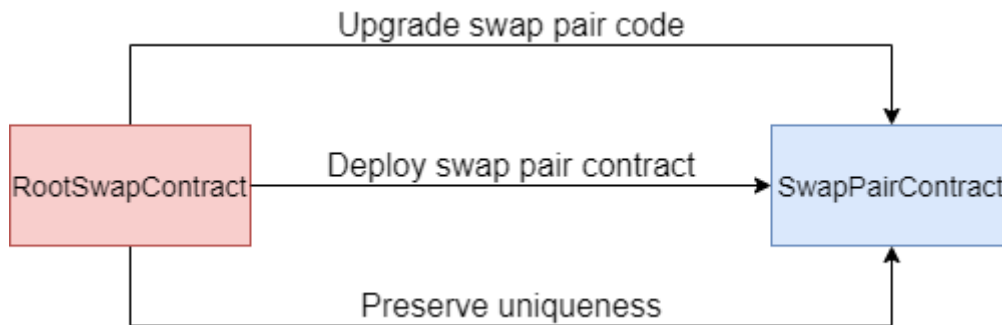 Upgrade swap pair code
RootSwapContract
Deploy swap pair contract
SwapPairContract
Preserve uniqueness